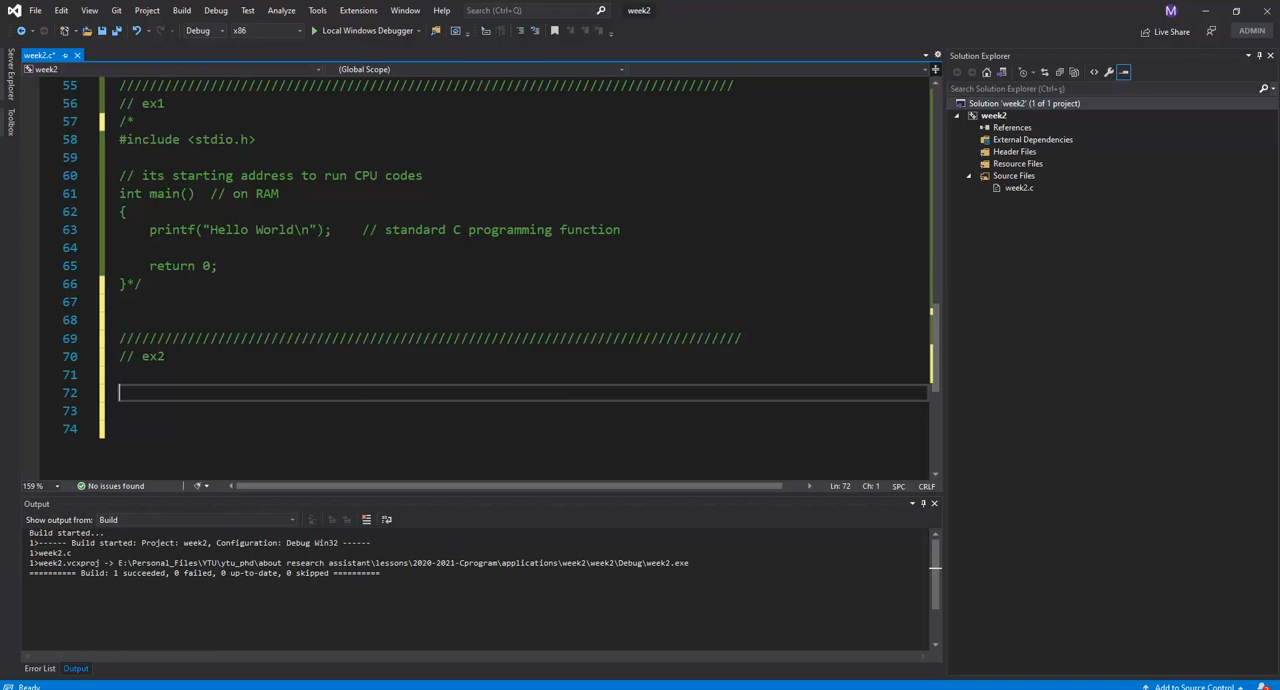 File Edit View Git Project Build Debug Test Analyze Tools Extensions Window Help Search (Ctrl+Q) week2 M
Debug x86 Local Windows Debugger Live Share ADMIN
Server Explorer
Toolbox
week2.c*
week2 (Global Scope)
55 //////////////////////////////////////////////////////////////////////////////////
56 // ex1
57 /*
58 #include <stdio.h>
59
60 // its starting address to run CPU codes
61 int main() // on RAM
62 {
63 printf("Hello World\n"); // standard C programming function
64
65 return 0;
66 }*/
67
68
69 ///////////////////////////////////////////////////////////////////////////////////
70 // ex2
71
72
73
74
159 % No issues found Ln: 72 Ch: 1 SPC CRLF
Output
Show output from: Build
Build started...
1>------ Build started: Project: week2, Configuration: Debug Win32 ------
1>week2.c
1>week2.vcxproj -> E:\Personal_Files\YTU\ytu_phd\about research assistant\lessons\2020-2021-Cprogram\applications\week2\week2\Debug\week2.exe
========== Build: 1 succeeded, 0 failed, 0 up-to-date, 0 skipped ==========
Error List Output
Ready Add to Source Control
Solution Explorer
Search Solution Explorer (Ctrl+ş)
Solution 'week2' (1 of 1 project)
week2
References
External Dependencies
Header Files
Resource Files
Source Files
week2.c